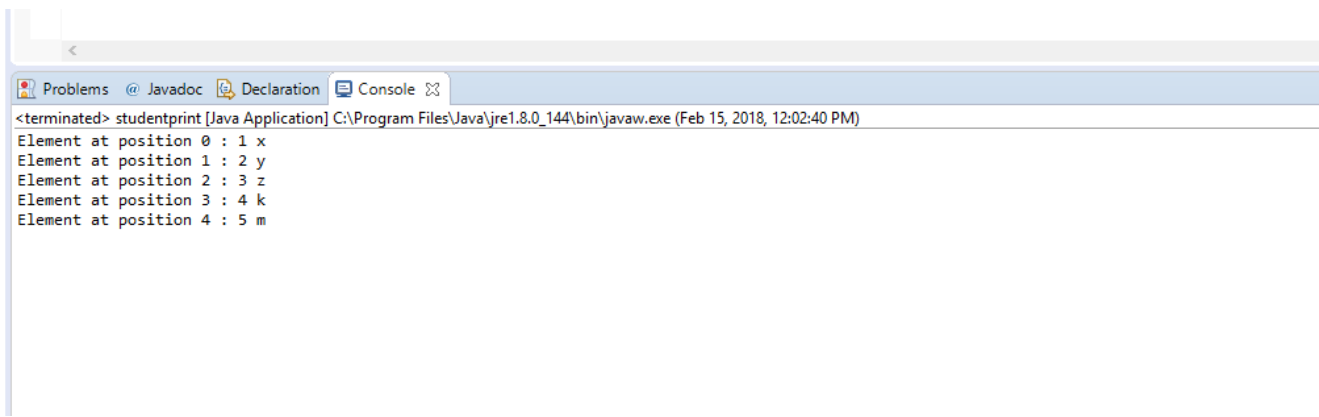 Problems @ Javadoc Declaration Console
<terminated> studentprint [Java Application] C:\Program Files\Java\jre1.8.0_144\bin\javaw.exe (Feb 15, 2018, 12:02:40 PM)
Element at position 0 : 1 x
Element at position 1 : 2 y
Element at position 2 : 3 z
Element at position 3 : 4 k
Element at position 4 : 5 m